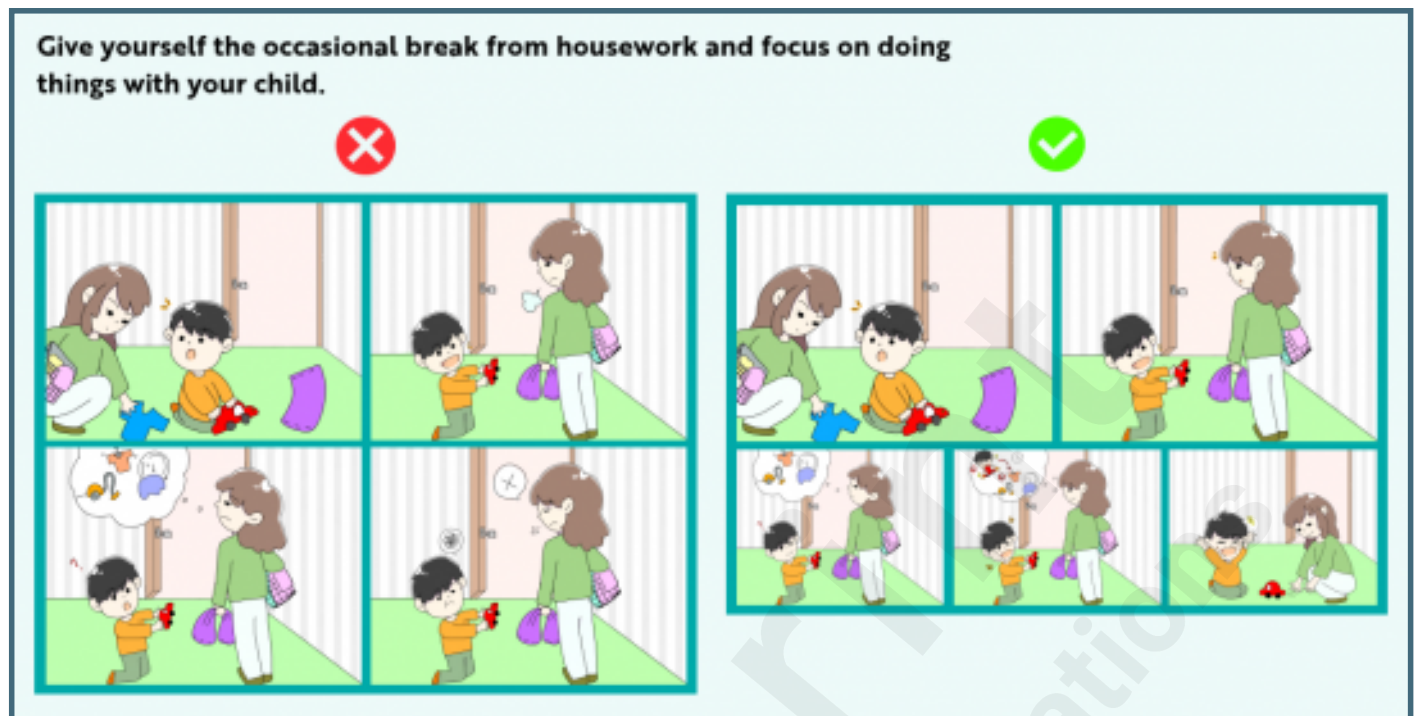 Give yourself the occasional break from housework and focus on doing
things with your child.